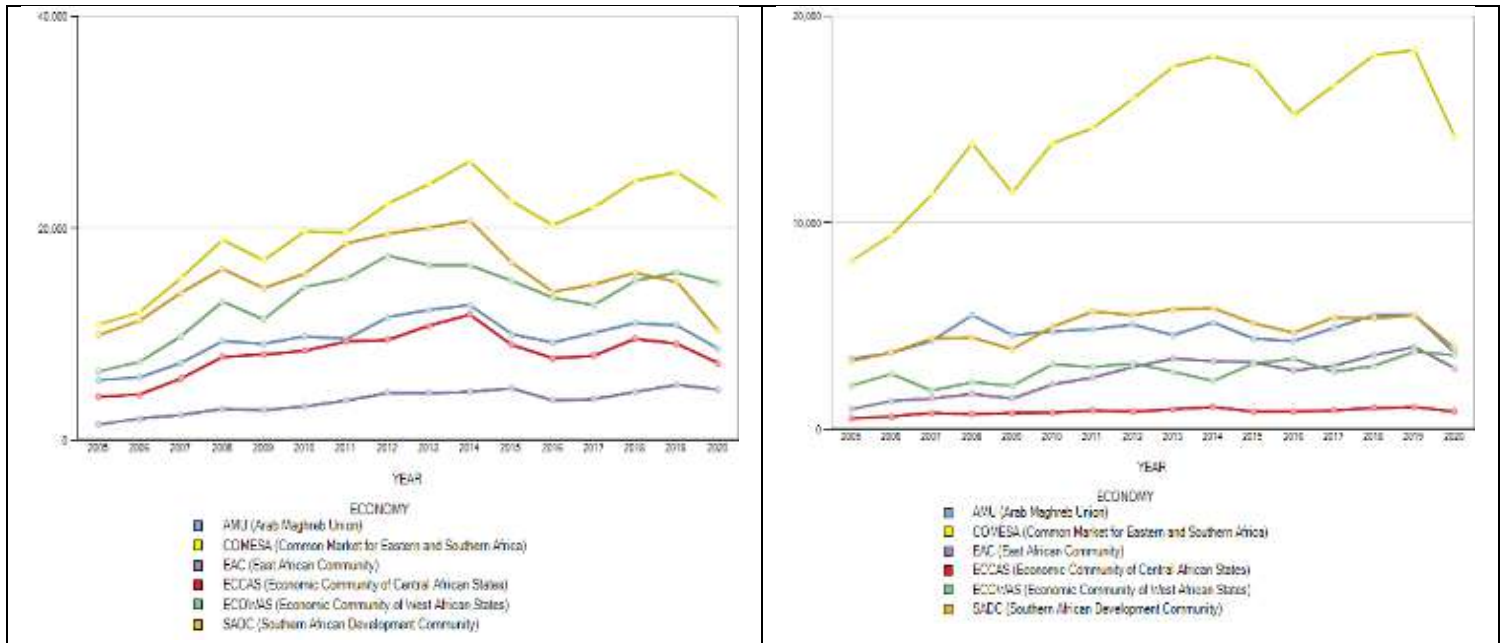 40,000
20,000
0
2005 2006 2007 2008 2009 2010 2011 2012 2013 2014 2015 2016 2017 2018 2019 2020
YEAR
ECONOMY
AMU (Arab Maghreb Union)
COMESA (Common Market for Eastern and Southern Africa)
EAC (East African Community)
ECCAS (Economic Community of Central African States)
ECOWAS (Economic Community of West African States)
SADC (Southern African Development Community)
20,000
10,000
0
2005 2006 2007 2008 2009 2010 2011 2012 2013 2014 2015 2016 2017 2018 2019 2020
YEAR
ECONOMY
AMU (Arab Maghreb Union)
COMESA (Common Market for Eastern and Southern Africa)
EAC (East African Community)
ECCAS (Economic Community of Central African States)
ECOWAS (Economic Community of West African States)
SADC (Southern African Development Community)